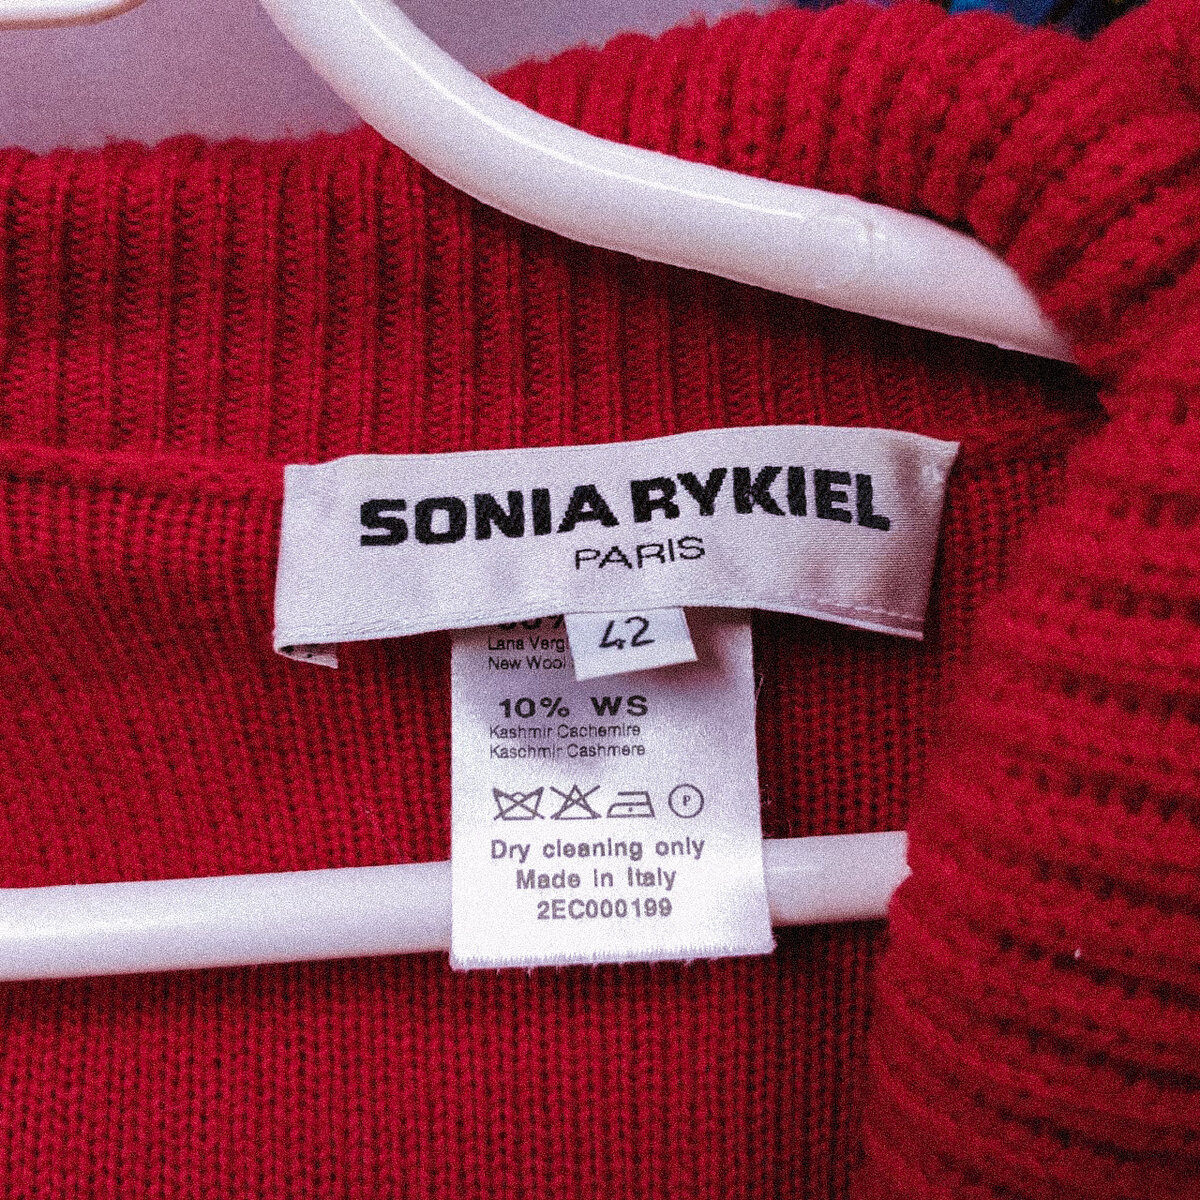 SONIA RYKIEL
PARIS
42
Lana Verg
New Wool
10% WS
Kashmir Cachemire
Kaschmir Cashmere
P
Dry cleaning only
Made in Italy
2EC000199